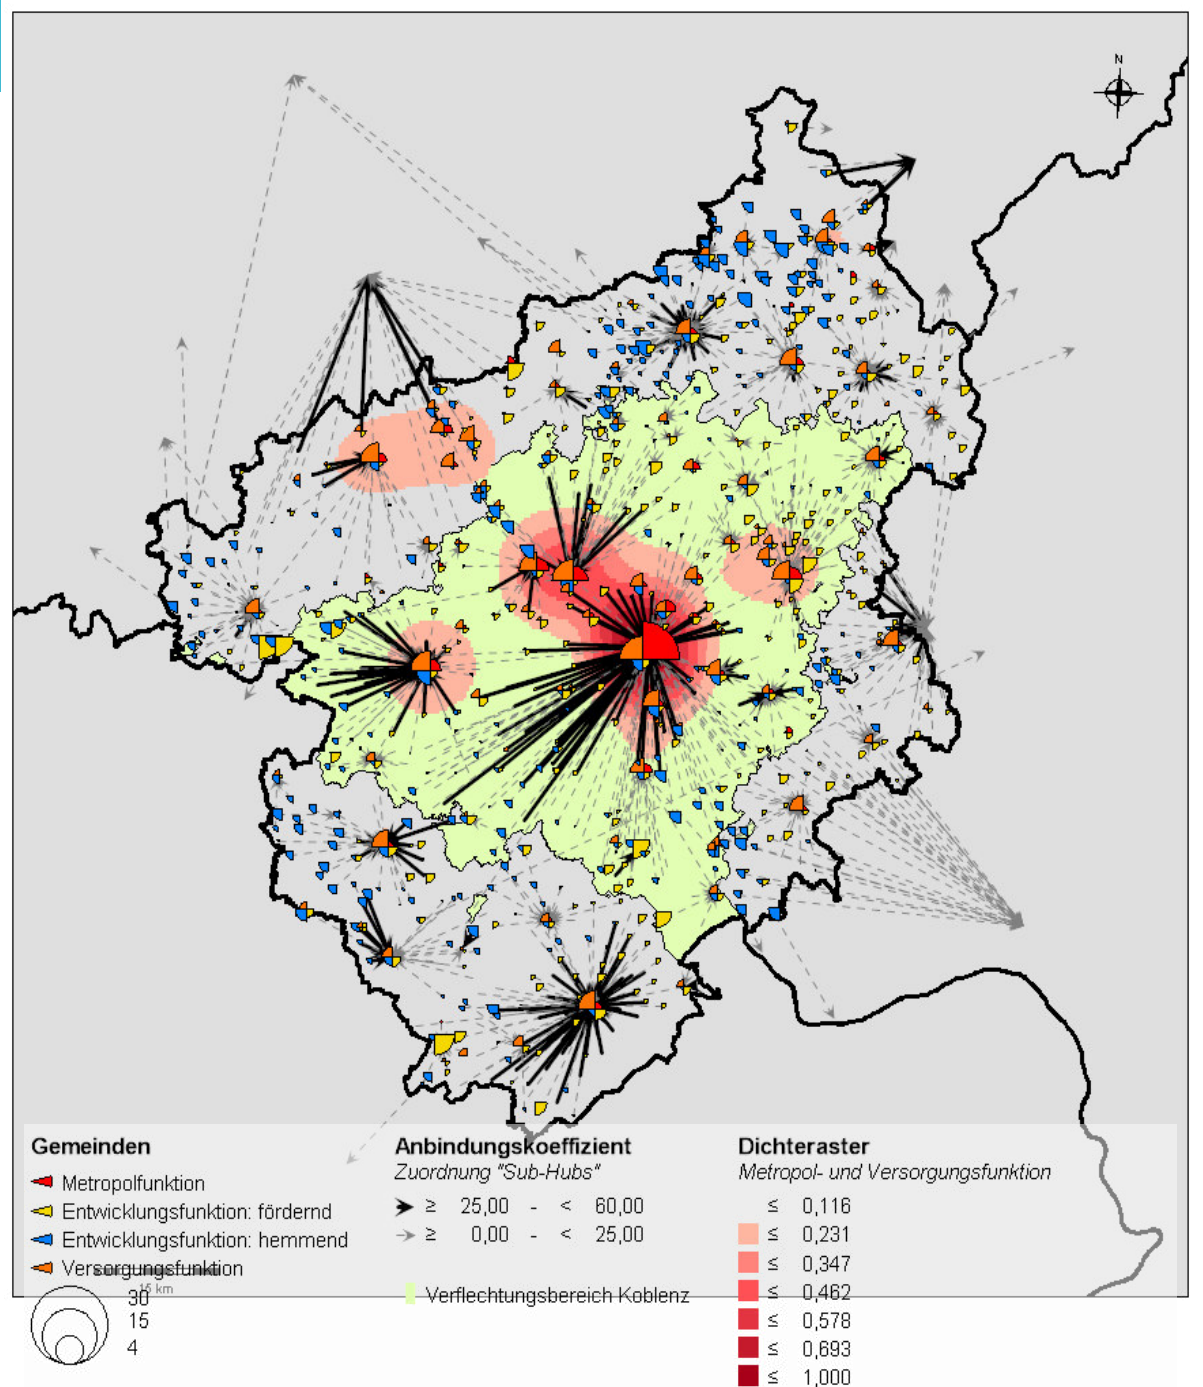 N
Gemeinden
Metropolfunktion
Entwicklungsfunktion: fördernd
Entwicklungsfunktion: hemmend
Versorgungsfunktion
15 km
30
15
4
Anbindungskoeffizient
Zuordnung "Sub-Hubs"
≥ 25,00 - < 60,00
≥ 0,00 - < 25,00
Verflechtungsbereich Koblenz
Dichteraster
Metropol- und Versorgungsfunktion
≤ 0,116
≤ 0,231
≤ 0,347
≤ 0,462
≤ 0,578
≤ 0,693
≤ 1,000